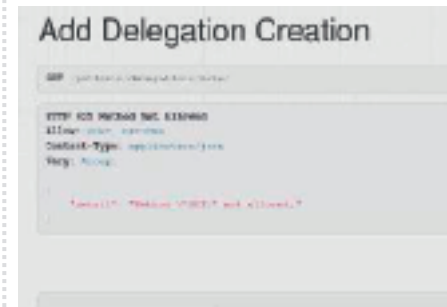 Add Delegation Creation
GET
HTTP 405 Method Not Allowed
Allow: POST, OPTIONS
Content-Type: application/json
Vary: Accept
"detail": "Method \"GET\" not allowed."